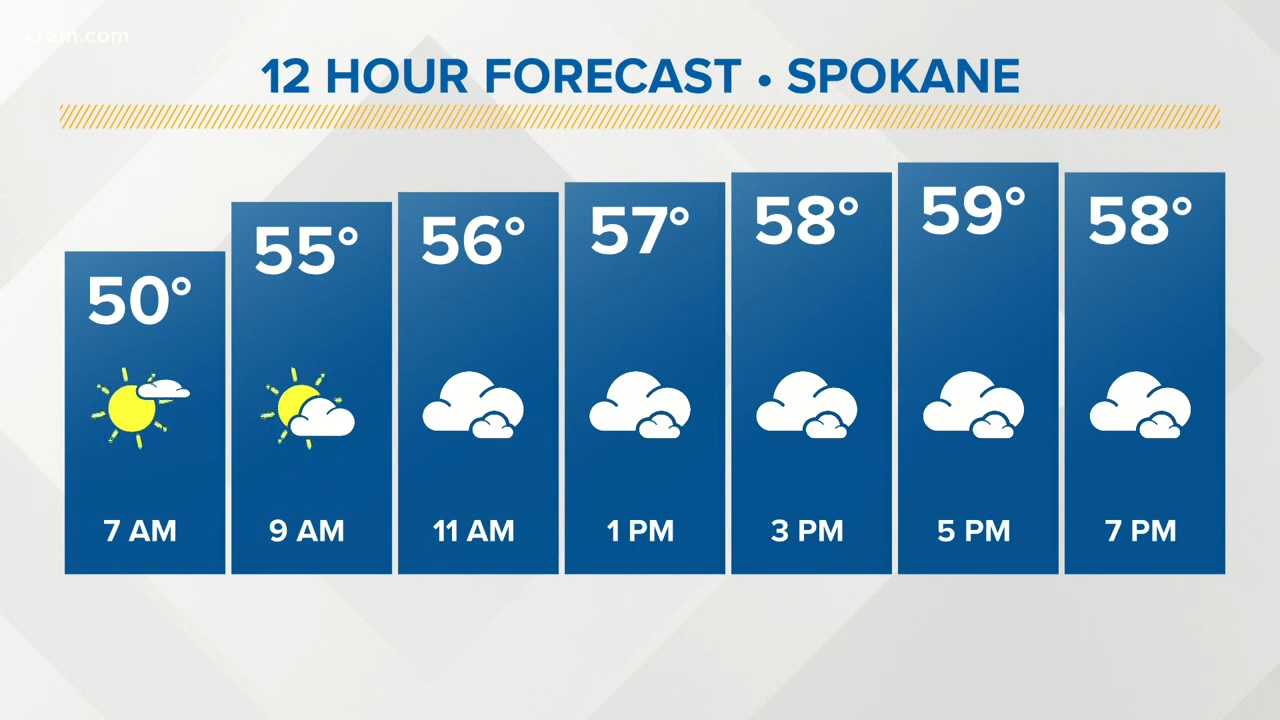 krem.com
12 HOUR FORECAST • SPOKANE
50° 55° 56° 57° 58° 59° 58°
7 AM 9 AM 11 AM 1 PM 3 PM 5 PM 7 PM